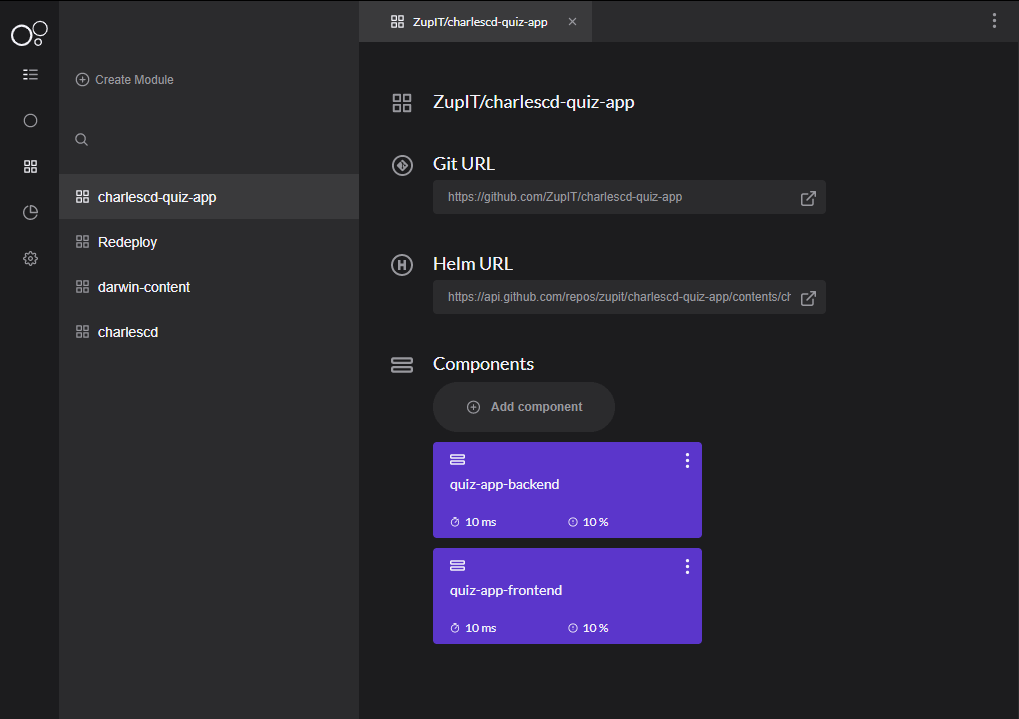 Create Module
charlescd-quiz-app
Redeploy
darwin-content
charlescd
ZupIT/charlescd-quiz-app
ZupIT/charlescd-quiz-app
Git URL
https://github.com/ZupIT/charlescd-quiz-app
Helm URL
https://api.github.com/repos/zupit/charlescd-quiz-app/contents/ch
Components
Add component
quiz-app-backend
10 ms 10 %
quiz-app-frontend
10 ms 10 %